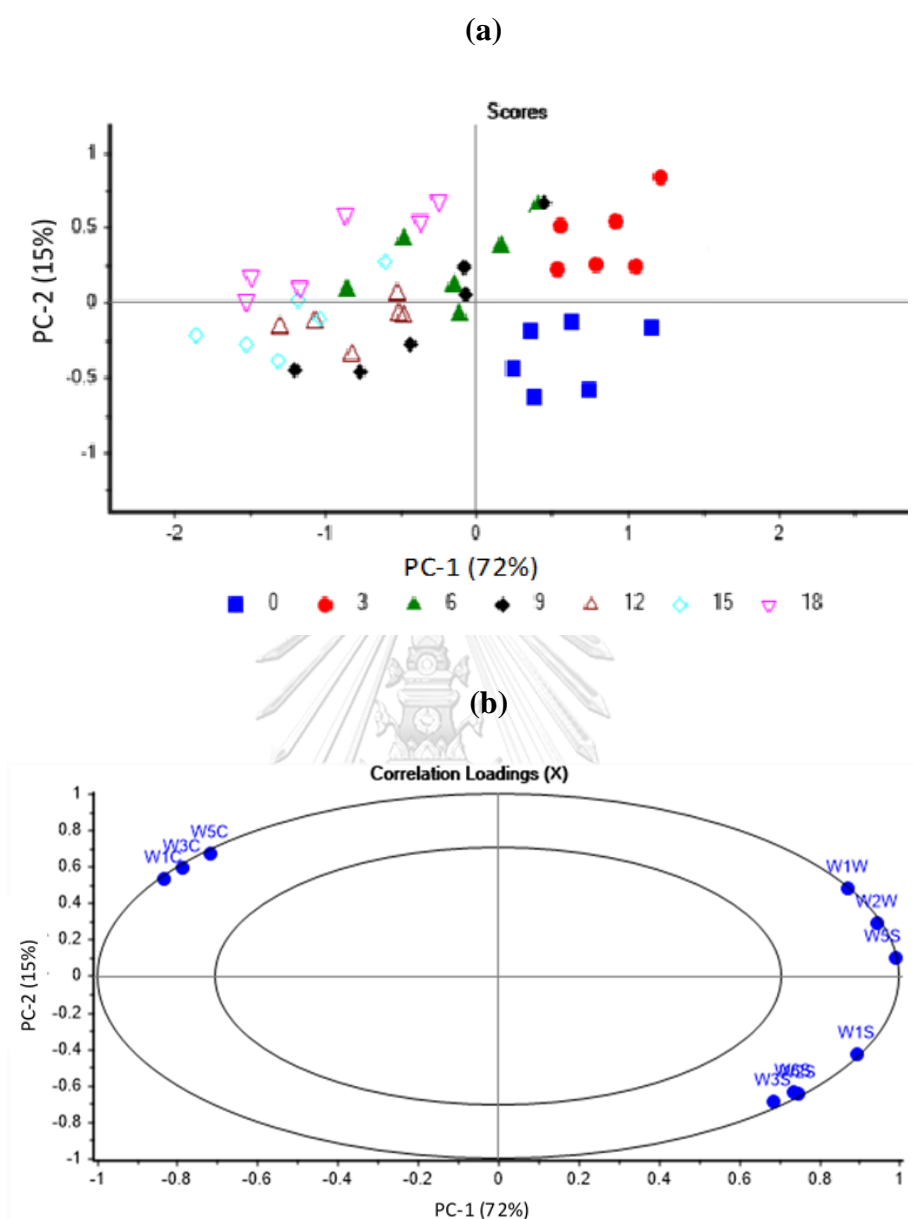 (a)
Scores
1
0.5
0
-0.5
-1
PC-2 (15%)
-2 -1 0 1 2
PC-1 (72%)
0 3 6 9 12 15 18
(b)
Correlation Loadings (X)
1
0.8
0.6
0.4
0.2
0
-0.2
-0.4
-0.6
-0.8
-1
PC-2 (15%)
W5C
W3C
W1C
W1W
W2W
W5S
W1S
W6S
W2S
W3S
-1 -0.8 -0.6 -0.4 -0.2 0 0.2 0.4 0.6 0.8 1
PC-1 (72%)